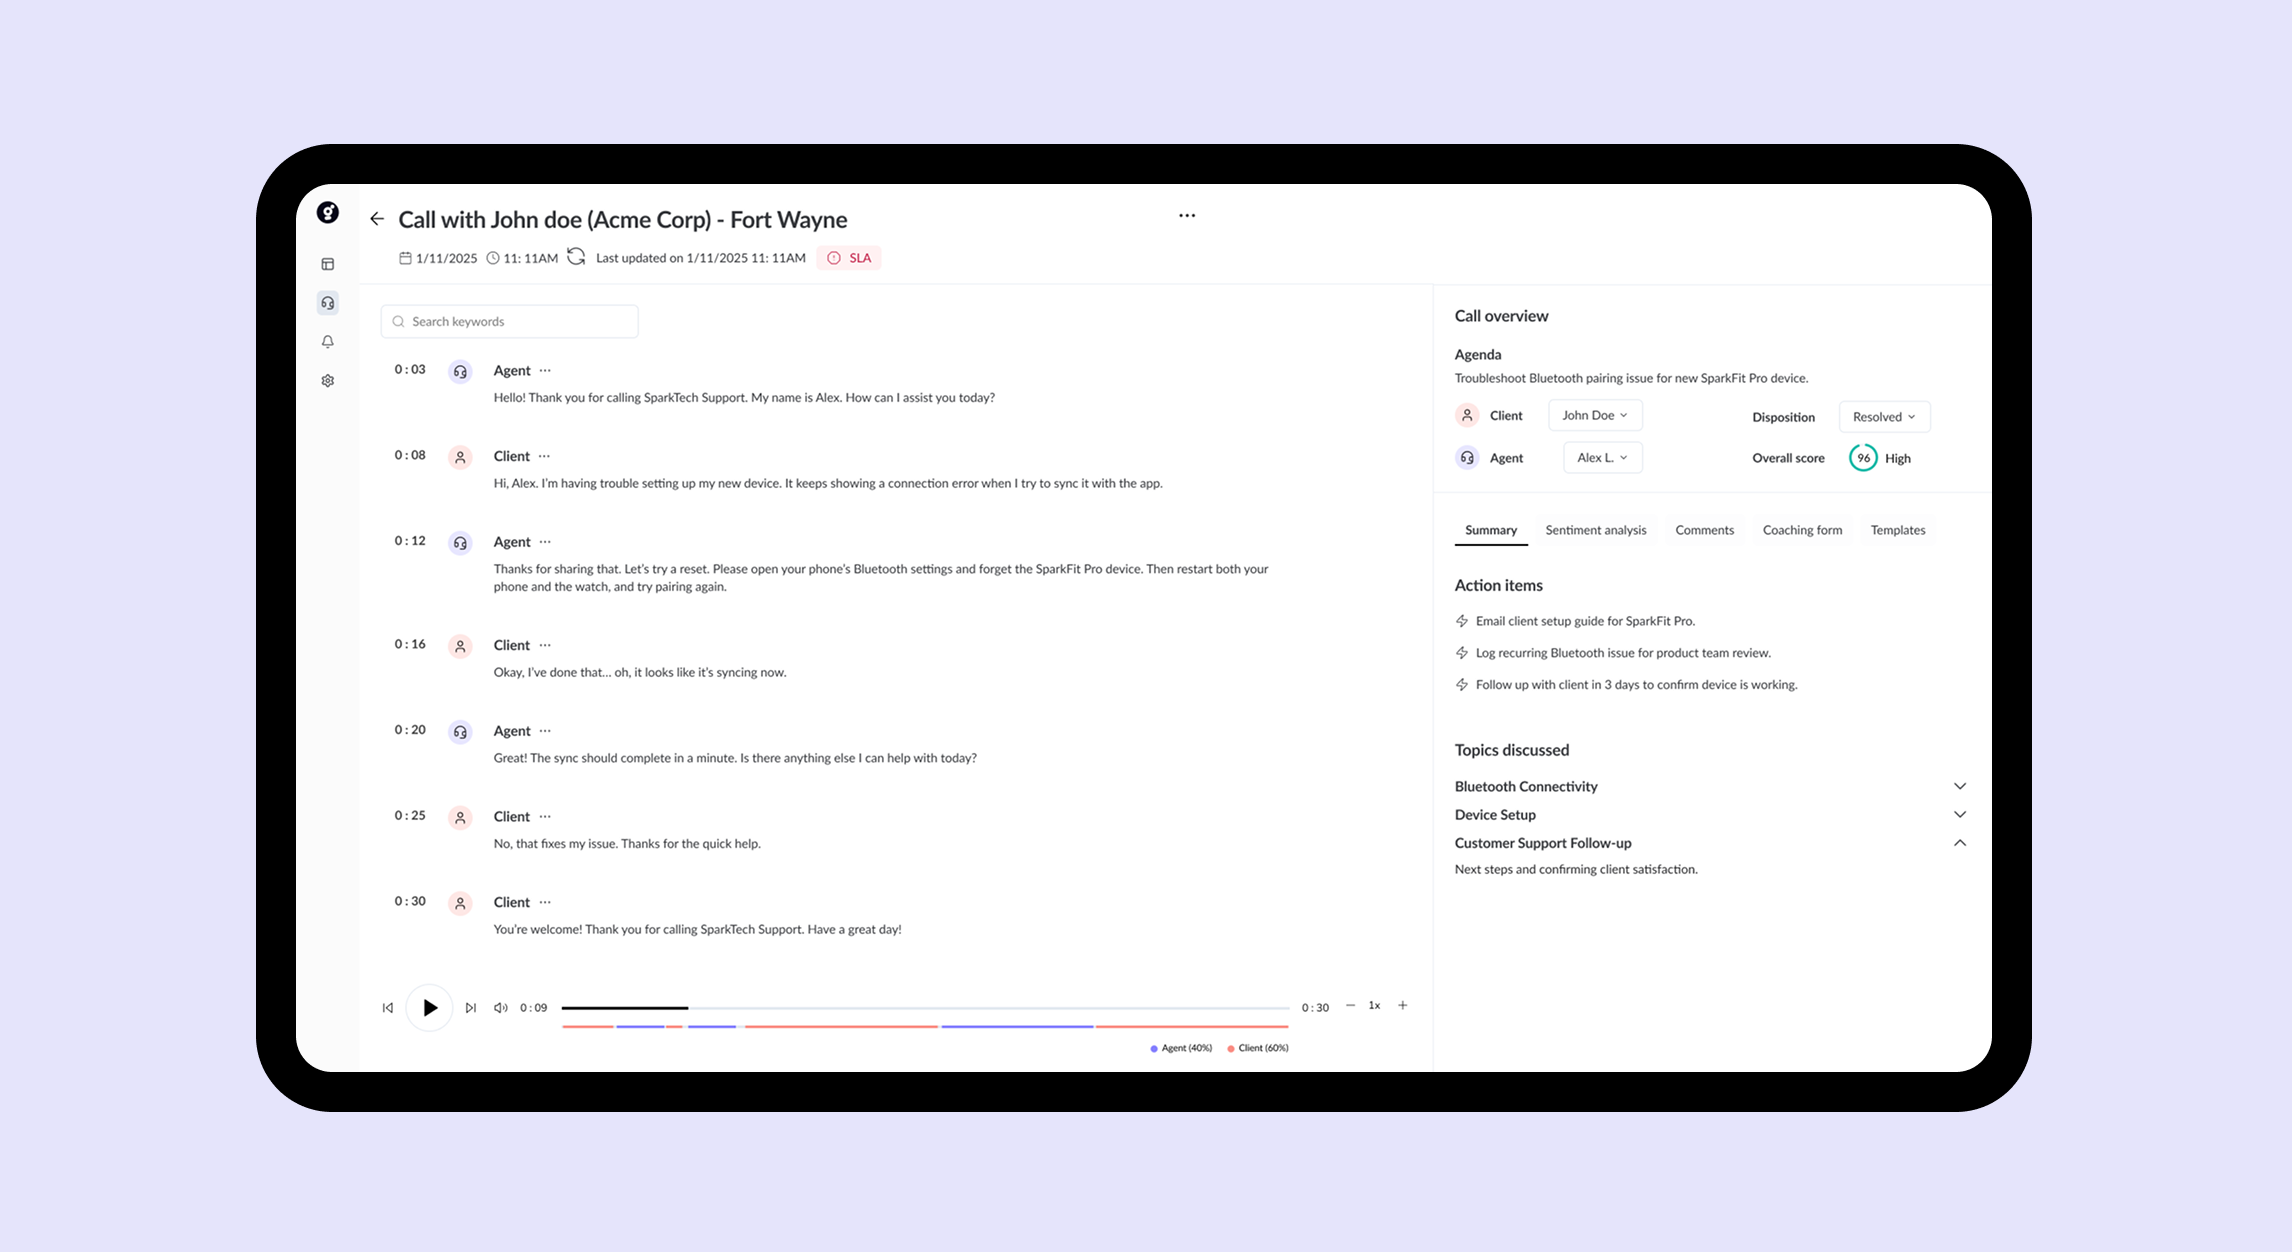 Call with John doe (Acme Corp) - Fort Wayne
1/11/2025 11: 11AM Last updated on 1/11/2025 11: 11AM SLA
Search keywords
0:03 Agent
Hello! Thank you for calling SparkTech Support. My name is Alex. How can I assist you today?
0:08 Client
Hi, Alex. I'm having trouble setting up my new device. It keeps showing a connection error when I try to sync it with the app.
0:12 Agent
Thanks for sharing that. Let's try a reset. Please open your phone's Bluetooth settings and forget the SparkFit Pro device. Then restart both your
phone and the watch, and try pairing again.
0:16 Client
Okay, I've done that... oh, it looks like it's syncing now.
0:20 Agent
Great! The sync should complete in a minute. Is there anything else I can help with today?
0:25 Client
No, that fixes my issue. Thanks for the quick help.
0:30 Client
You're welcome! Thank you for calling SparkTech Support. Have a great day!
0:09 0:30 1x
Agent (40%) Client (60%)
Call overview
Agenda
Troubleshoot Bluetooth pairing issue for new SparkFit Pro device.
Client John Doe Disposition Resolved
Agent Alex L. Overall score 96 High
Summary Sentiment analysis Comments Coaching form Templates
Action items
Email client setup guide for SparkFit Pro.
Log recurring Bluetooth issue for product team review.
Follow up with client in 3 days to confirm device is working.
Topics discussed
Bluetooth Connectivity
Device Setup
Customer Support Follow-up
Next steps and confirming client satisfaction.